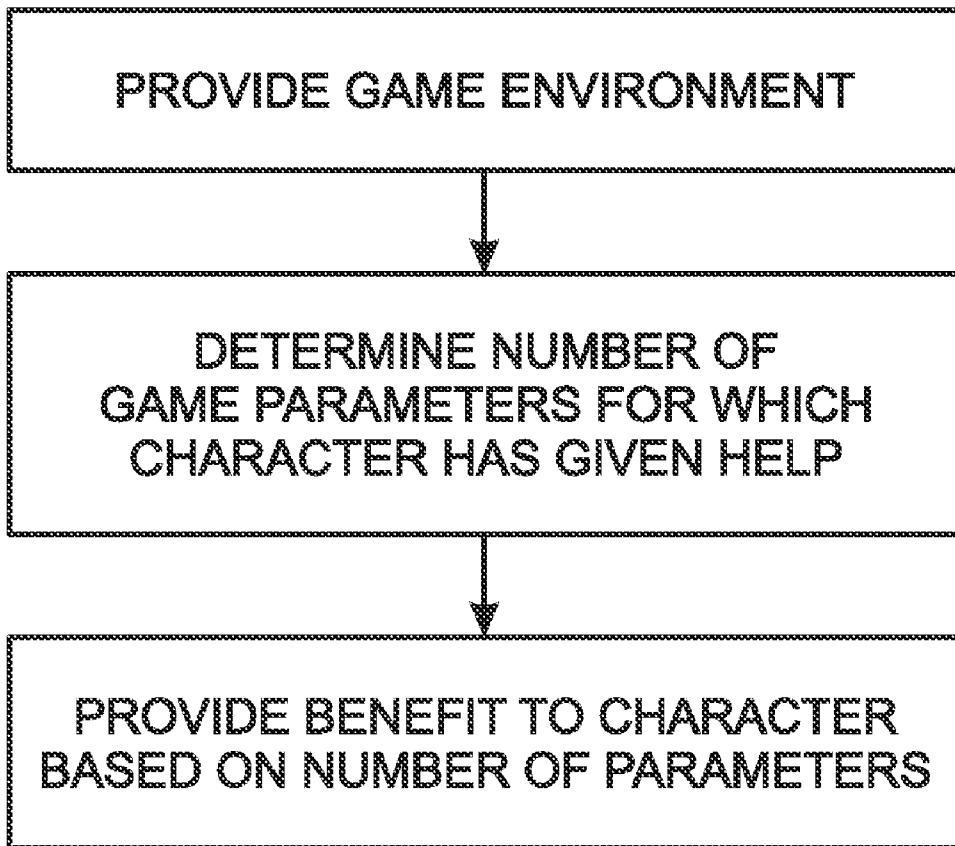 PROVIDE GAME ENVIRONMENT
DETERMINE NUMBER OF
GAME PARAMETERS FOR WHICH
CHARACTER HAS GIVEN HELP
PROVIDE BENEFIT TO CHARACTER
BASED ON NUMBER OF PARAMETERS